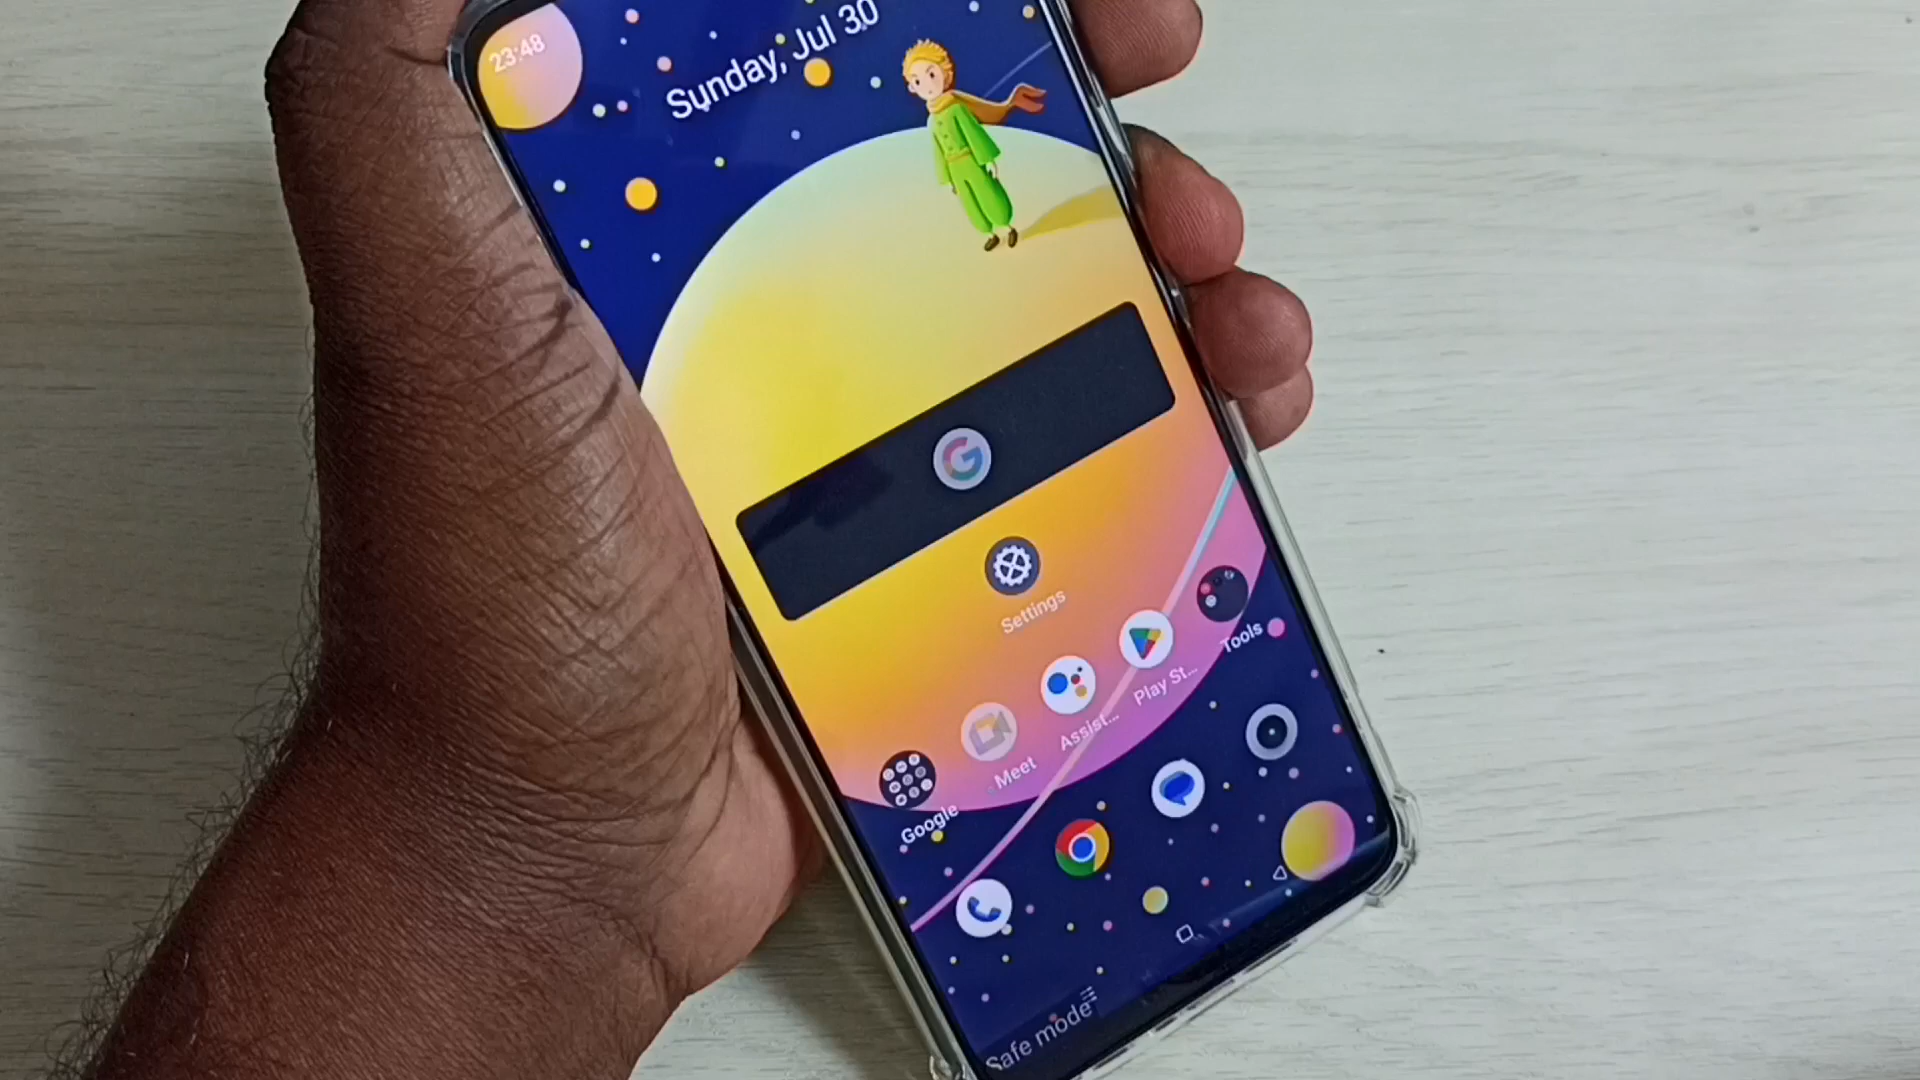 23:48
Sunday, Jul 30
G
Settings
Google
Meet
Assist...
Play St...
Tools
Safe mode